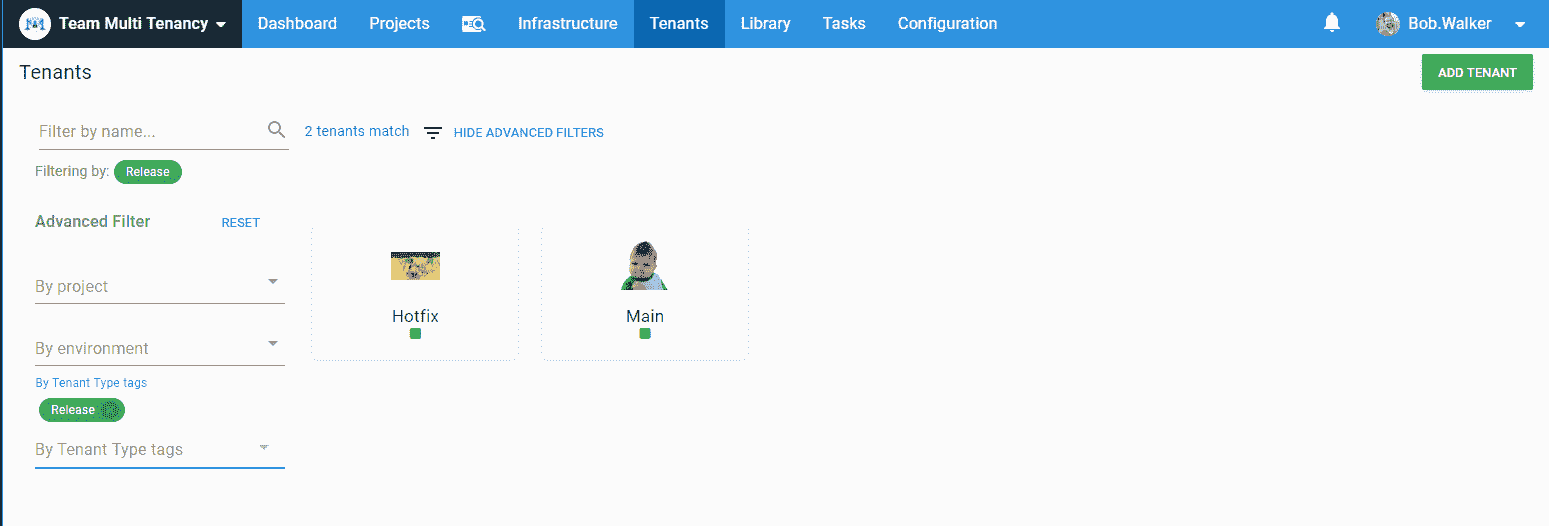 Team Multi Tenancy Dashboard Projects Infrastructure Tenants Library Tasks Configuration Bob.Walker
Tenants
ADD TENANT
Filter by name... 2 tenants match HIDE ADVANCED FILTERS
Filtering by: Release
Advanced Filter RESET
By project
Hotfix Main
By environment
By Tenant Type tags
Release
By Tenant Type tags